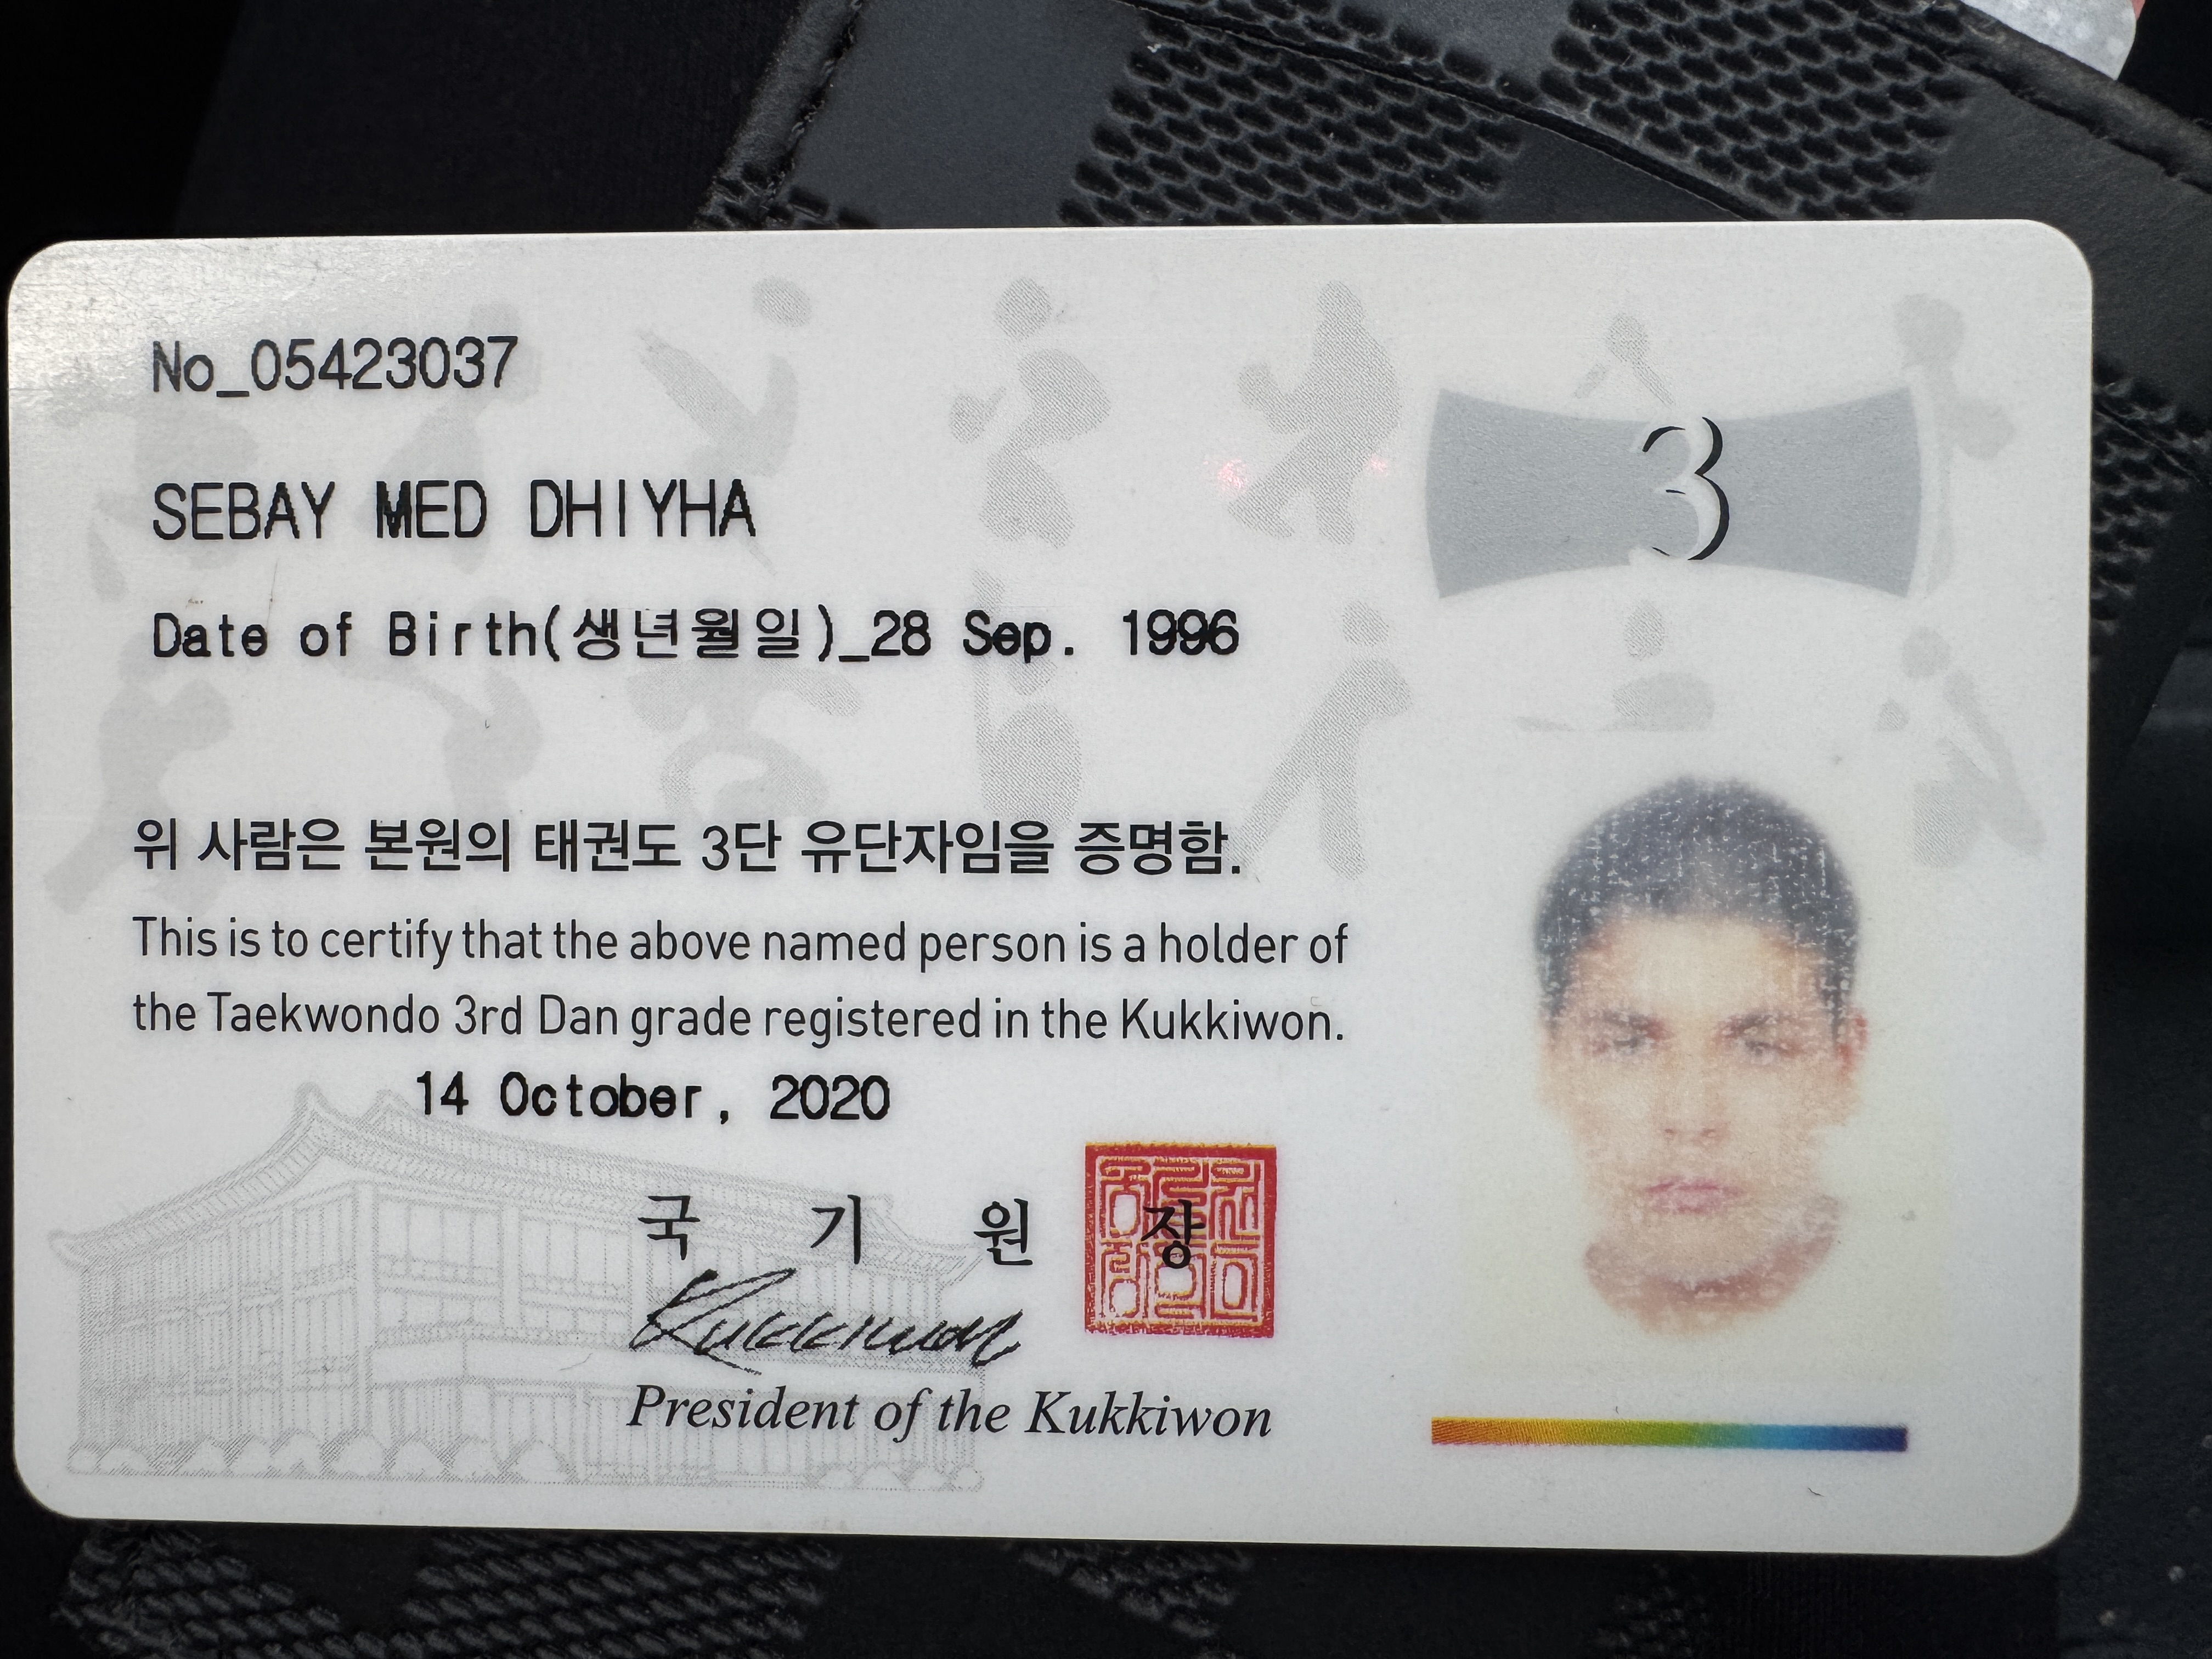 No_05423037
3
SEBAY MED DHIYHA
Date of Birth(생년월일)_28 Sep. 1996
위 사람은 본원의 태권도 3단 유단자임을 증명함.
This is to certify that the above named person is a holder of
the Taekwondo 3rd Dan grade registered in the Kukkiwon.
14 October, 2020
국 기 원 장
Kukkiwon
President of the Kukkiwon